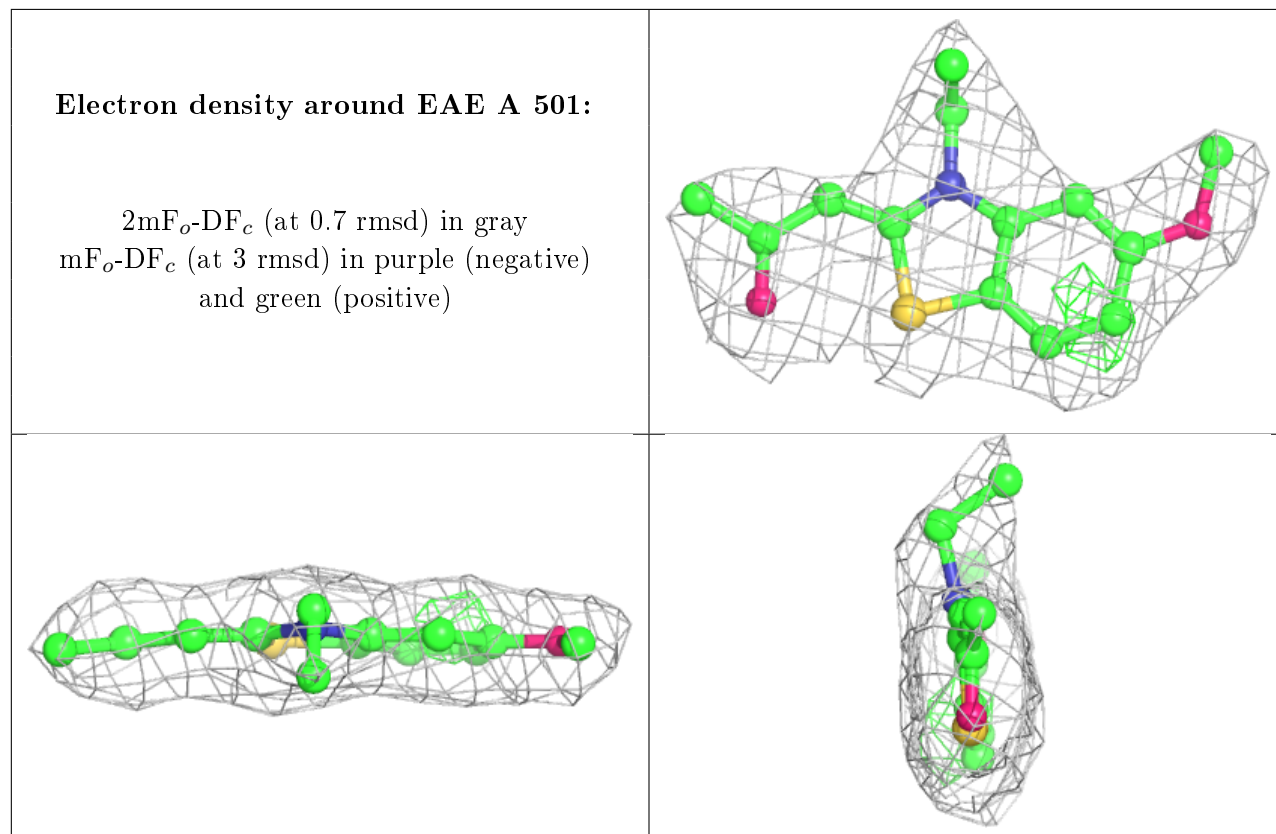 Electron density around EAE A 501:
2mFo-DFc (at 0.7 rmsd) in gray
mFo-DFc (at 3 rmsd) in purple (negative)
and green (positive)